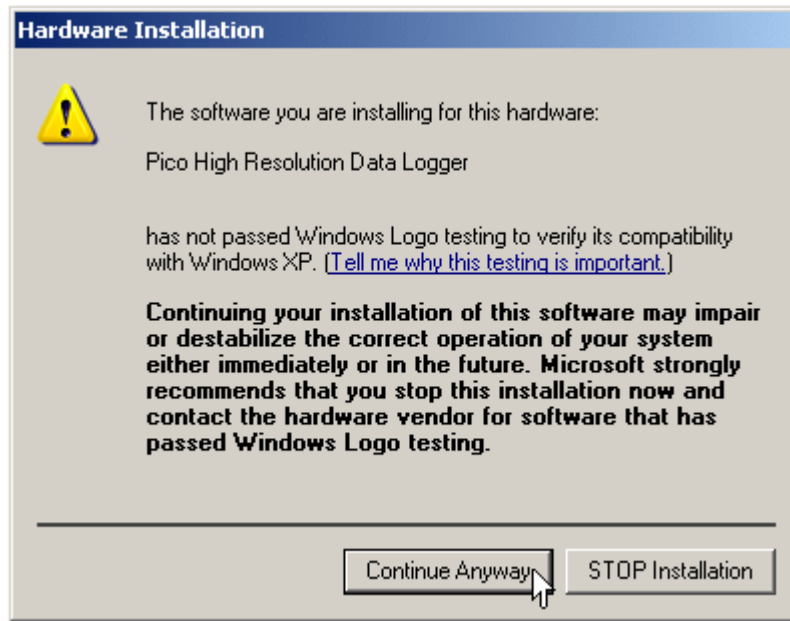 Hardware Installation
The software you are installing for this hardware:
Pico High Resolution Data Logger
has not passed Windows Logo testing to verify its compatibility
with Windows XP. (Tell me why this testing is important.)
Continuing your installation of this software may impair
or destabilize the correct operation of your system
either immediately or in the future. Microsoft strongly
recommends that you stop this installation now and
contact the hardware vendor for software that has
passed Windows Logo testing.
Continue Anyway
STOP Installation